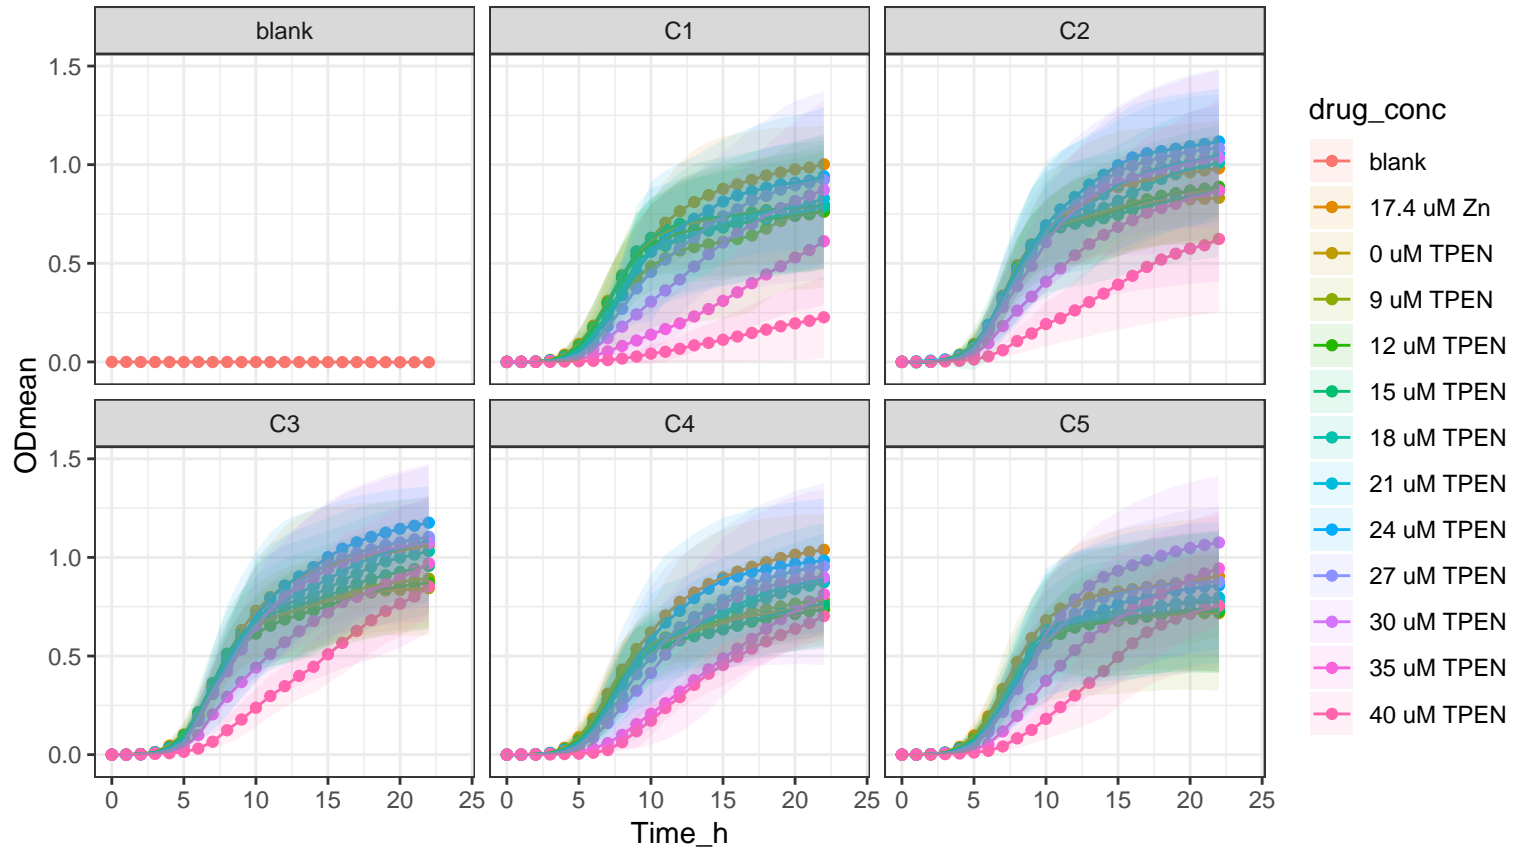 blank
C1
C2
1.5
1.0
0.5
0.0
C3
C4
C5
1.5
1.0
0.5
0.0
0 5 10 15 20 25
0 5 10 15 20 25
0 5 10 15 20 25
Time_h
ODmean
drug_conc
blank
17.4 uM Zn
0 uM TPEN
9 uM TPEN
12 uM TPEN
15 uM TPEN
18 uM TPEN
21 uM TPEN
24 uM TPEN
27 uM TPEN
30 uM TPEN
35 uM TPEN
40 uM TPEN